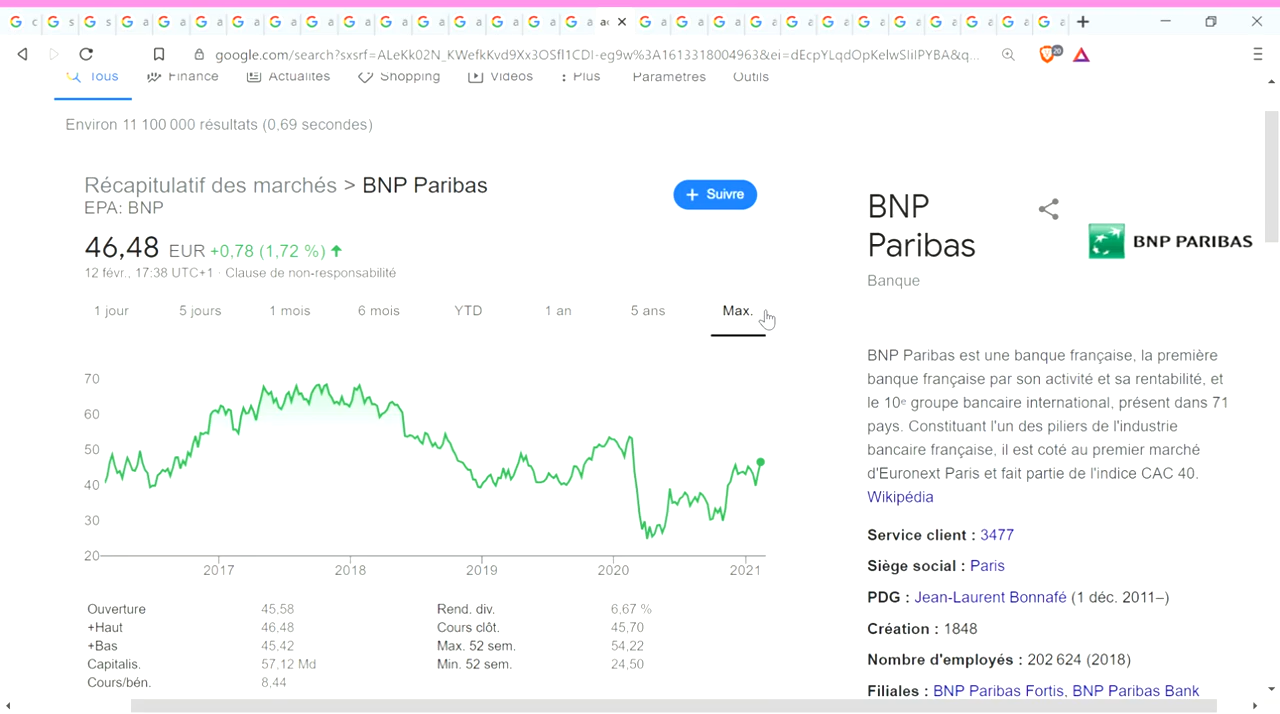 google.com/search?sxsrf=ALeKk02N_KWefkKvd9Xx3OSfl1CDI-eg9w%3A1613318004963&ei=dEcpYLqdOpKelwSIiIPYBA&q...
20
Tous Finance Actualités Shopping Vidéos Plus Paramètres Outils
Environ 11 100 000 résultats (0,69 secondes)
Récapitulatif des marchés > BNP Paribas
EPA: BNP
+ Suivre
46,48 EUR +0,78 (1,72 %)
12 févr., 17:38 UTC+1 · Clause de non-responsabilité
1 jour 5 jours 1 mois 6 mois YTD 1 an 5 ans Max.
70
60
50
40
30
20
2017 2018 2019 2020 2021
Ouverture 45,58 Rend. div. 6,67 %
+Haut 46,48 Cours clôt. 45,70
+Bas 45,42 Max. 52 sem. 54,22
Capitalis. 57,12 Md Min. 52 sem. 24,50
Cours/bén. 8,44
BNP
Paribas
BNP PARIBAS
Banque
BNP Paribas est une banque française, la première
banque française par son activité et sa rentabilité, et
le 10ᵉ groupe bancaire international, présent dans 71
pays. Constituant l'un des piliers de l'industrie
bancaire française, il est coté au premier marché
d'Euronext Paris et fait partie de l'indice CAC 40.
Wikipédia
Service client : 3477
Siège social : Paris
PDG : Jean-Laurent Bonnafé (1 déc. 2011–)
Création : 1848
Nombre d'employés : 202 624 (2018)
Filiales : BNP Paribas Fortis, BNP Paribas Bank